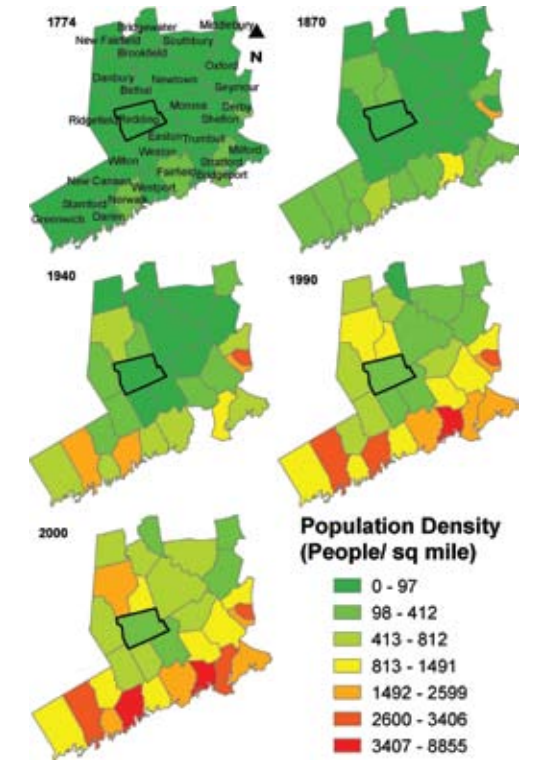 1774
Bridgewater
Middlebury
New Fairfield
Southbury
Brookfield
N
Oxford
Danbury
Newtown
Bethel
Seymour
Monroe
Derby
Ridgefield
Redding
Shelton
Easton
Trumbull
Weston
Milford
Wilton
Stratford
Fairfield
Bridgeport
New Canaan
Westport
Stamford
Norwalk
Greenwich
Darien
1870
1940
1990
2000
Population Density
(People/ sq mile)
0 - 97
98 - 412
413 - 812
813 - 1491
1492 - 2599
2600 - 3406
3407 - 8855